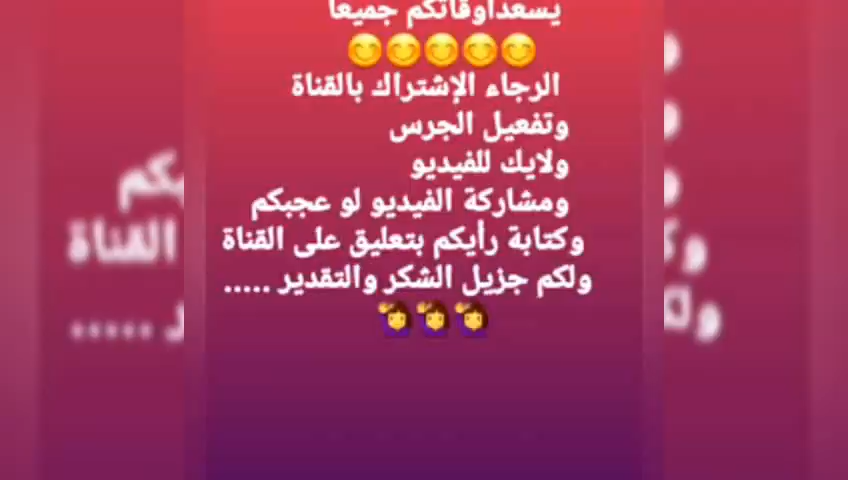 يسعداوقاتكم جميعا
😊😊😊😊😊
الرجاء الإشتراك بالقناة
وتفعيل الجرس
ولايك للفيديو
ومشاركة الفيديو لو عجبكم
وكتابة رأيكم بتعليق على القناة
ولكم جزيل الشكر والتقدير .....
🙋‍♀️🙋‍♀️🙋‍♀️